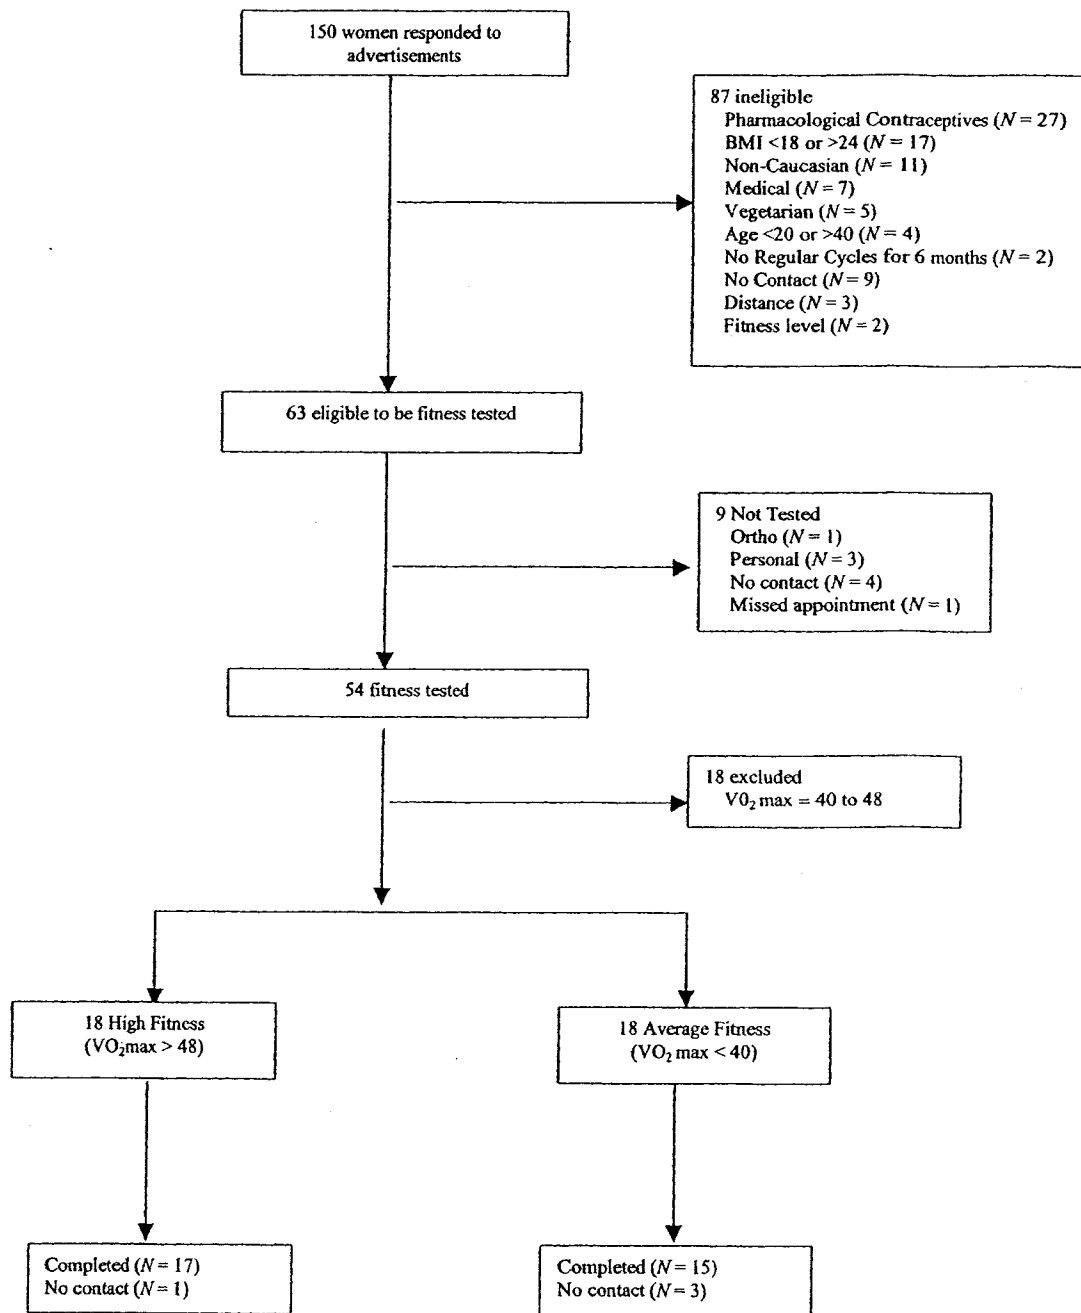 150 women responded to
advertisements
87 ineligible
Pharmacological Contraceptives (N = 27)
BMI <18 or >24 (N = 17)
Non-Caucasian (N = 11)
Medical (N = 7)
Vegetarian (N = 5)
Age <20 or >40 (N = 4)
No Regular Cycles for 6 months (N = 2)
No Contact (N = 9)
Distance (N = 3)
Fitness level (N = 2)
63 eligible to be fitness tested
9 Not Tested
Ortho (N = 1)
Personal (N = 3)
No contact (N = 4)
Missed appointment (N = 1)
54 fitness tested
18 excluded
V0₂ max = 40 to 48
18 High Fitness
(VO₂max > 48)
18 Average Fitness
(VO₂ max < 40)
Completed (N = 17)
No contact (N = 1)
Completed (N = 15)
No contact (N = 3)